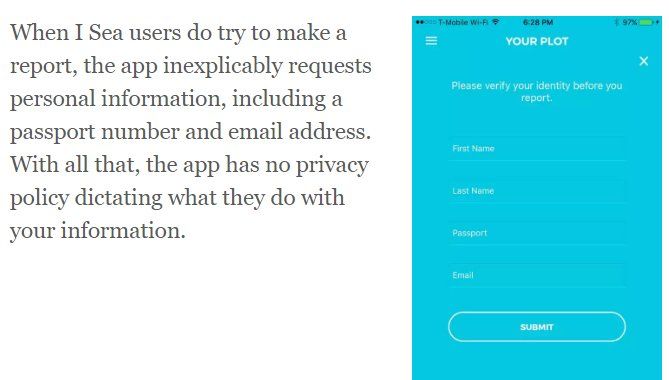 When I Sea users do try to make a
report, the app inexplicably requests
personal information, including a
passport number and email address.
With all that, the app has no privacy
policy dictating what they do with
your information.
T-Mobile Wi-Fi 6:28 PM 97%
YOUR PLOT
Please verify your identity before you
report.
First Name
Last Name
Passport
Email
SUBMIT